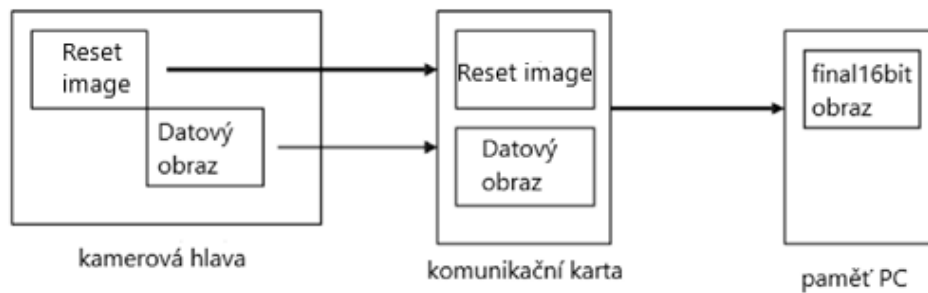 Reset
image
Datový
obraz
kamerová hlava
Reset image
Datový
obraz
komunikační karta
final16bit
obraz
paměť PC